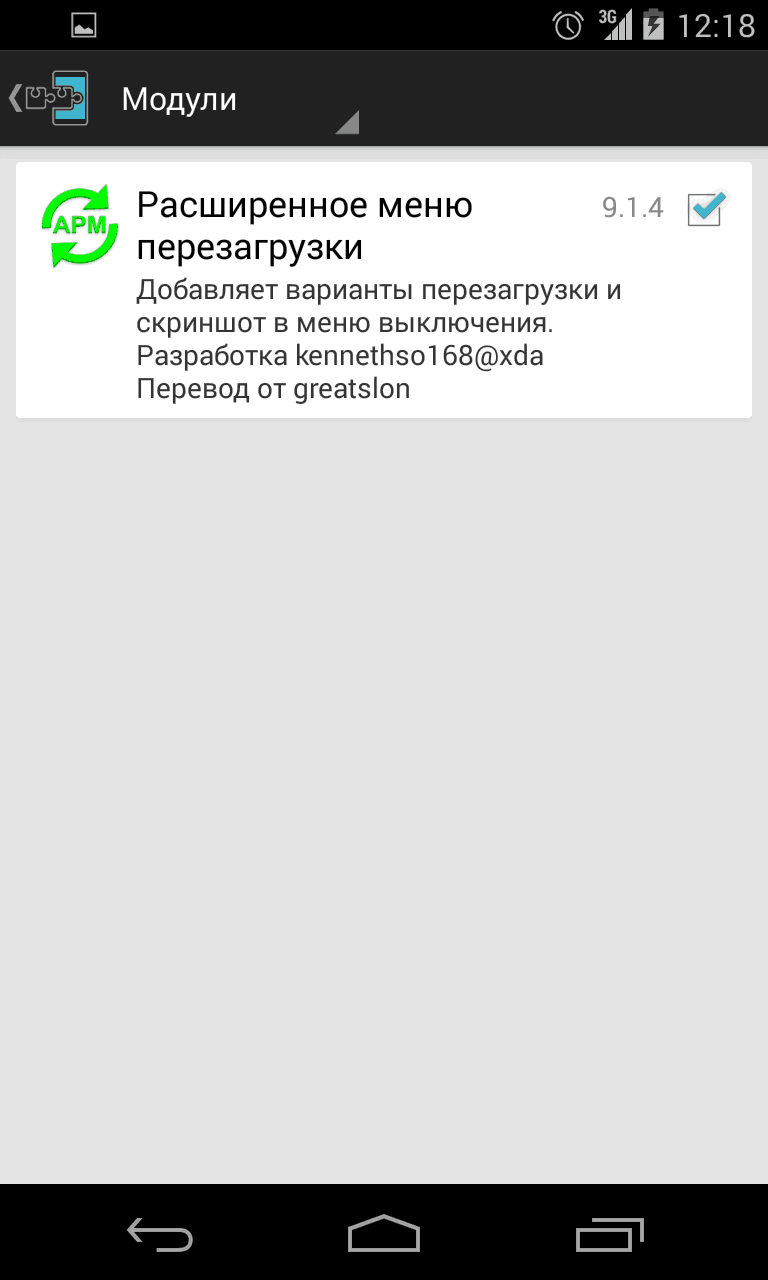 3G 12:18
Модули
APM
Расширенное меню 9.1.4
перезагрузки
Добавляет варианты перезагрузки и
скриншот в меню выключения.
Разработка kennethso168@xda
Перевод от greatslon